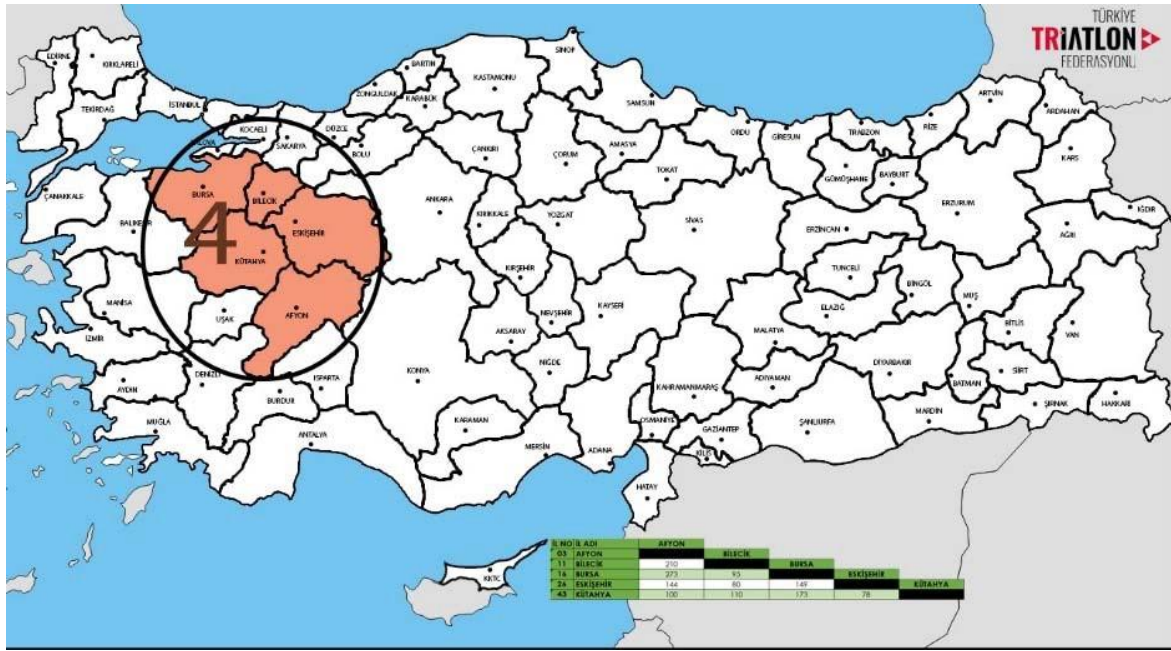 TÜRKİYE
TRİATLON
FEDERASYONU
EDİRNE
KIRKLARELİ
TEKİRDAĞ
İSTANBUL
KOCAELİ
SAKARYA
DÜZCE
BOLU
ZONGULDAK
BARTIN
KARABÜK
KASTAMONU
SİNOP
SAMSUN
ORDU
GİRESUN
TRABZON
RİZE
ARTVİN
ARDAHAN
KARS
IĞDIR
ÇANAKKALE
BALIKESİR
BURSA
BİLECİK
ESKİŞEHİR
4
KÜTAHYA
ANKARA
ÇANKIRI
ÇORUM
AMASYA
TOKAT
GÜMÜŞHANE
BAYBURT
ERZURUM
KIRIKKALE
YOZGAT
SİVAS
ERZİNCAN
AĞRI
MANİSA
UŞAK
AFYON
KIRŞEHİR
NEVŞEHİR
KAYSERİ
TUNCELİ
BİNGÖL
MUŞ
ELAZIĞ
BİTLİS
VAN
İZMİR
AKSARAY
MALATYA
AYDIN
DENİZLİ
ISPARTA
BURDUR
KONYA
NİĞDE
KAHRAMANMARAŞ
ADIYAMAN
DİYARBAKIR
BATMAN
SİİRT
ŞIRNAK
HAKKARİ
MUĞLA
ANTALYA
KARAMAN
MERSİN
ADANA
OSMANİYE
GAZİANTEP
KİLİS
ŞANLIURFA
MARDİN
HATAY
KKTC
İL NO İL ADI AFYON
03 AFYON BİLECİK
11 BİLECİK 210 BURSA
16 BURSA 273 95 ESKİŞEHİR
26 ESKİŞEHİR 144 80 149 KÜTAHYA
43 KÜTAHYA 100 110 173 78